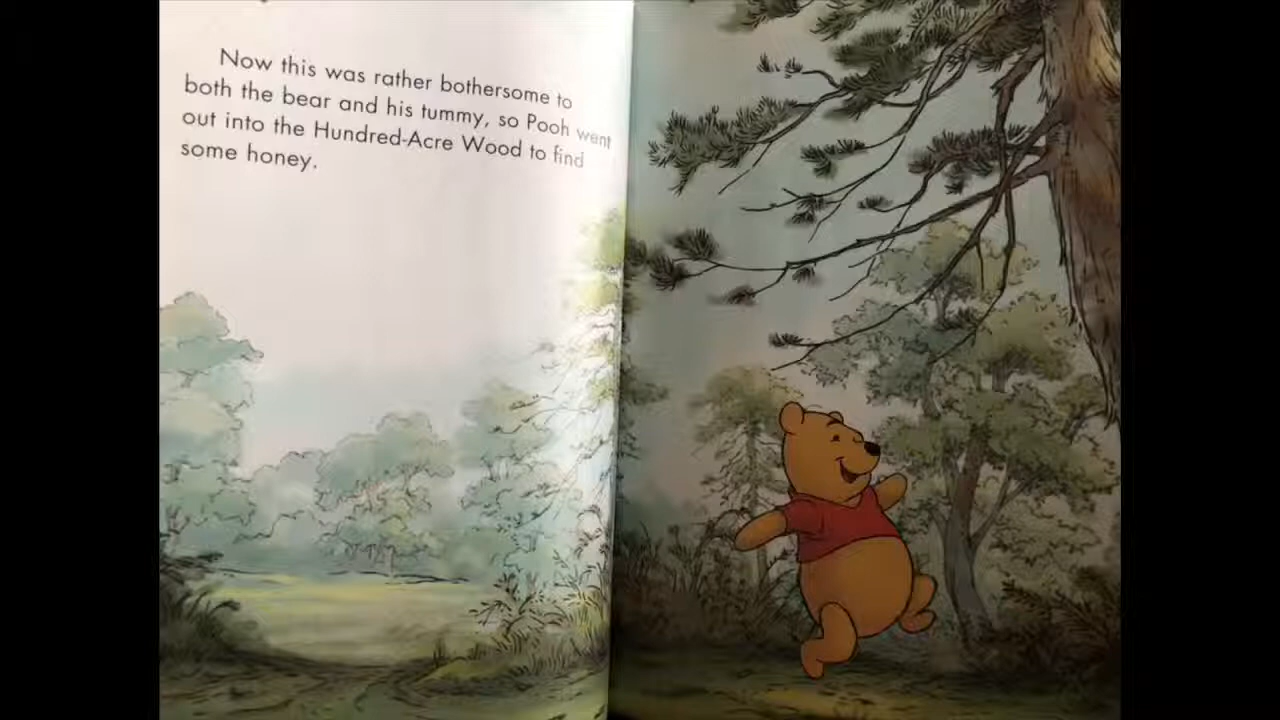 Now this was rather bothersome to
both the bear and his tummy, so Pooh went
out into the Hundred-Acre Wood to find
some honey.